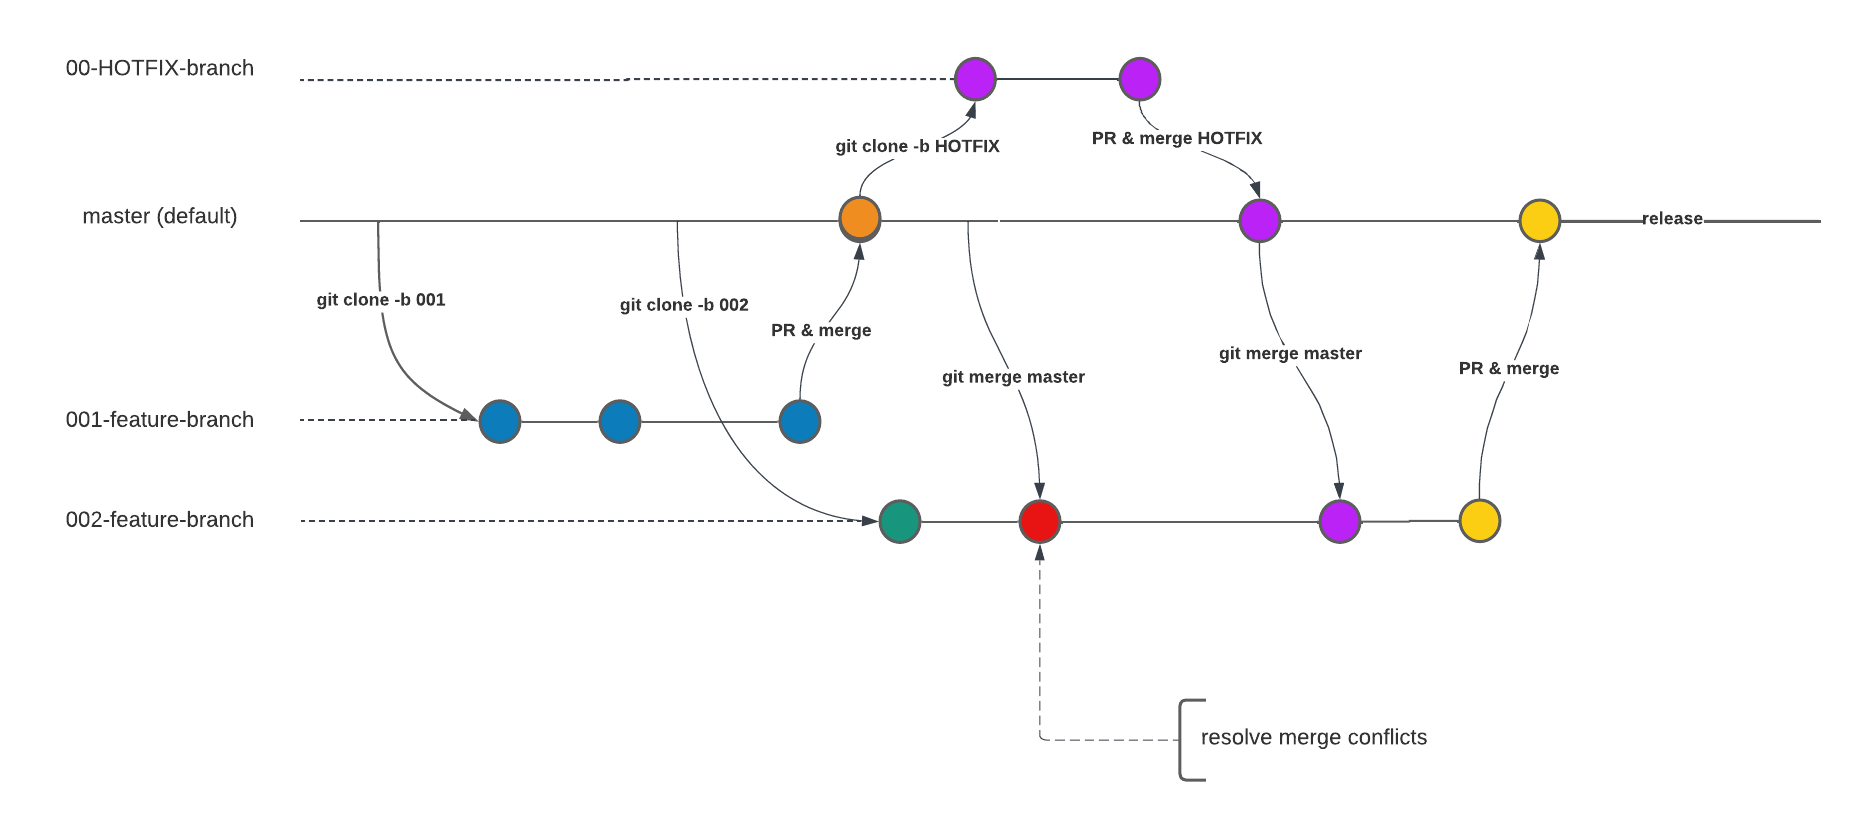 00-HOTFIX-branch
git clone -b HOTFIX
PR & merge HOTFIX
master (default)
release
git clone -b 001
git clone -b 002
PR & merge
git merge master
git merge master
PR & merge
001-feature-branch
002-feature-branch
resolve merge conflicts